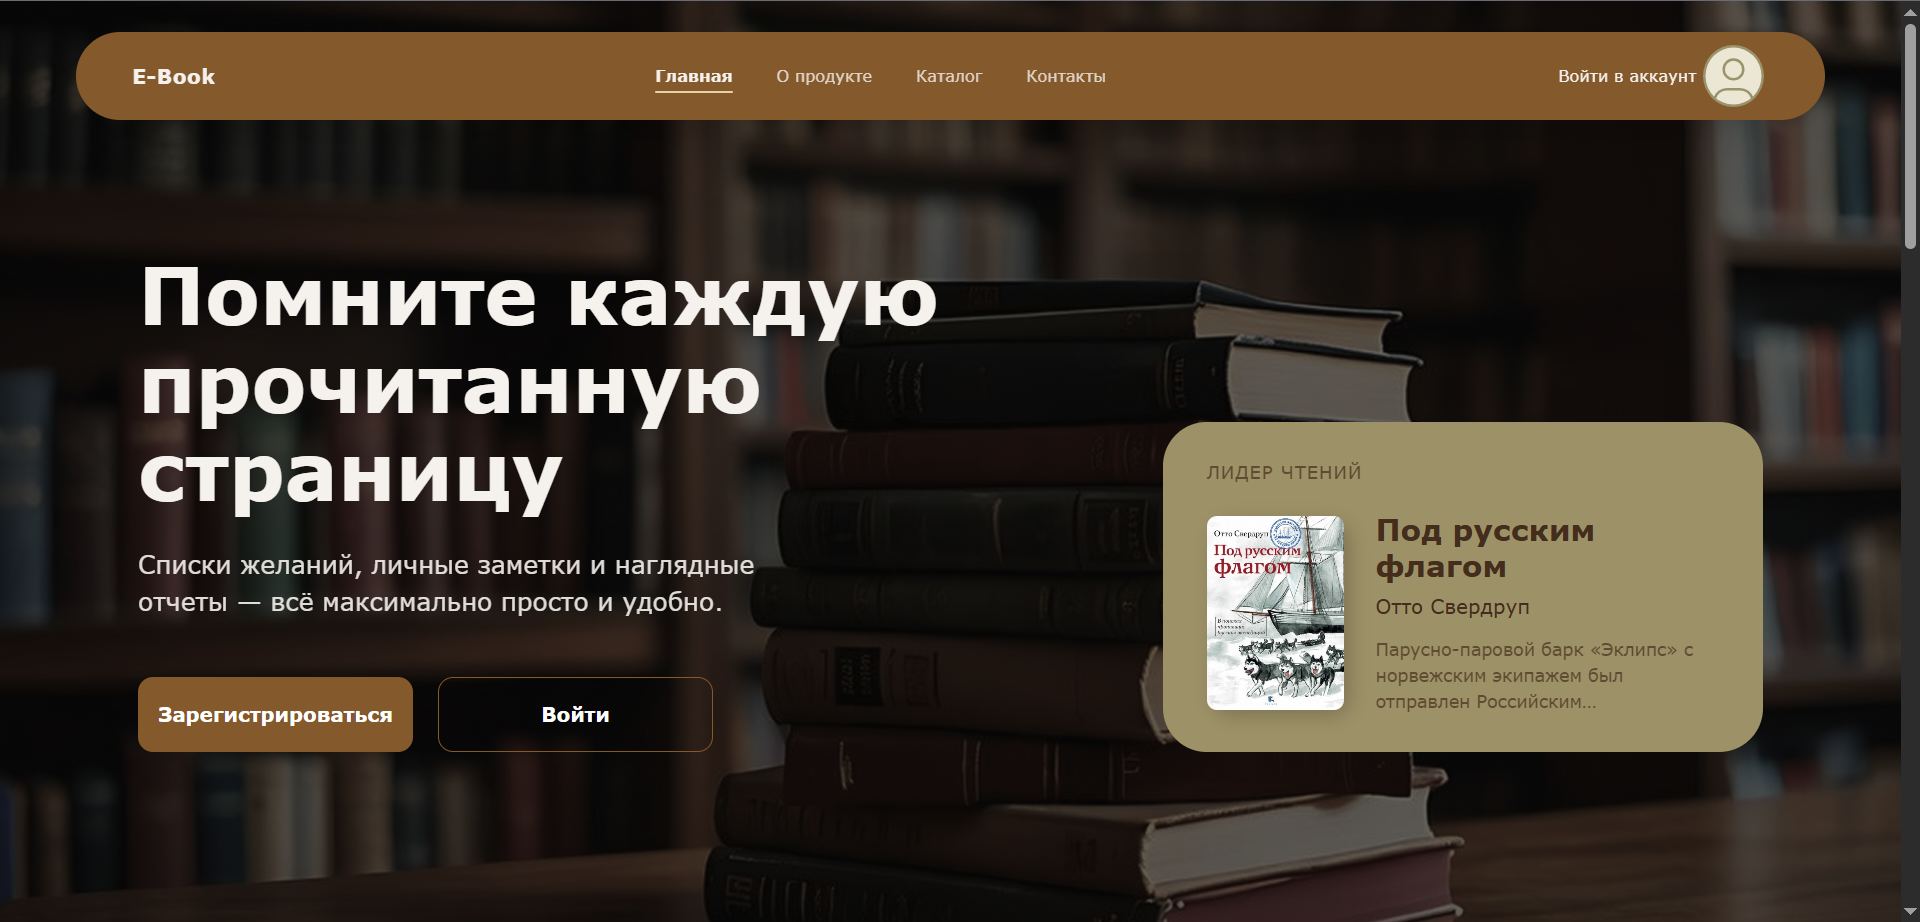 E-Book
Главная
О продукте
Каталог
Контакты
Войти в аккаунт
Помните каждую
прочитанную
страницу
Списки желаний, личные заметки и наглядные
отчеты — всё максимально просто и удобно.
Зарегистрироваться
Войти
ЛИДЕР ЧТЕНИЙ
Отто Свердруп
Под русским
флагом
Под русским
флагом
Отто Свердруп
Парусно-паровой барк «Эклипс» с
норвежским экипажем был
отправлен Российским...